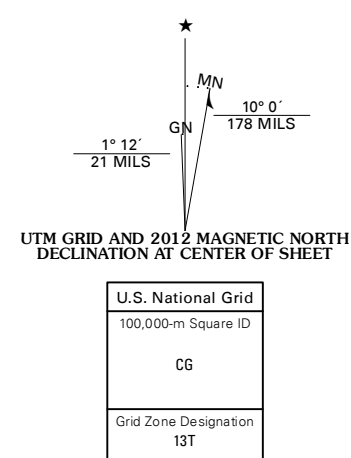 ★
MN
10° 0´
178 MILS
GN
1° 12´
21 MILS
UTM GRID AND 2012 MAGNETIC NORTH
DECLINATION AT CENTER OF SHEET
U.S. National Grid
100,000-m Square ID
CG
Grid Zone Designation
13T